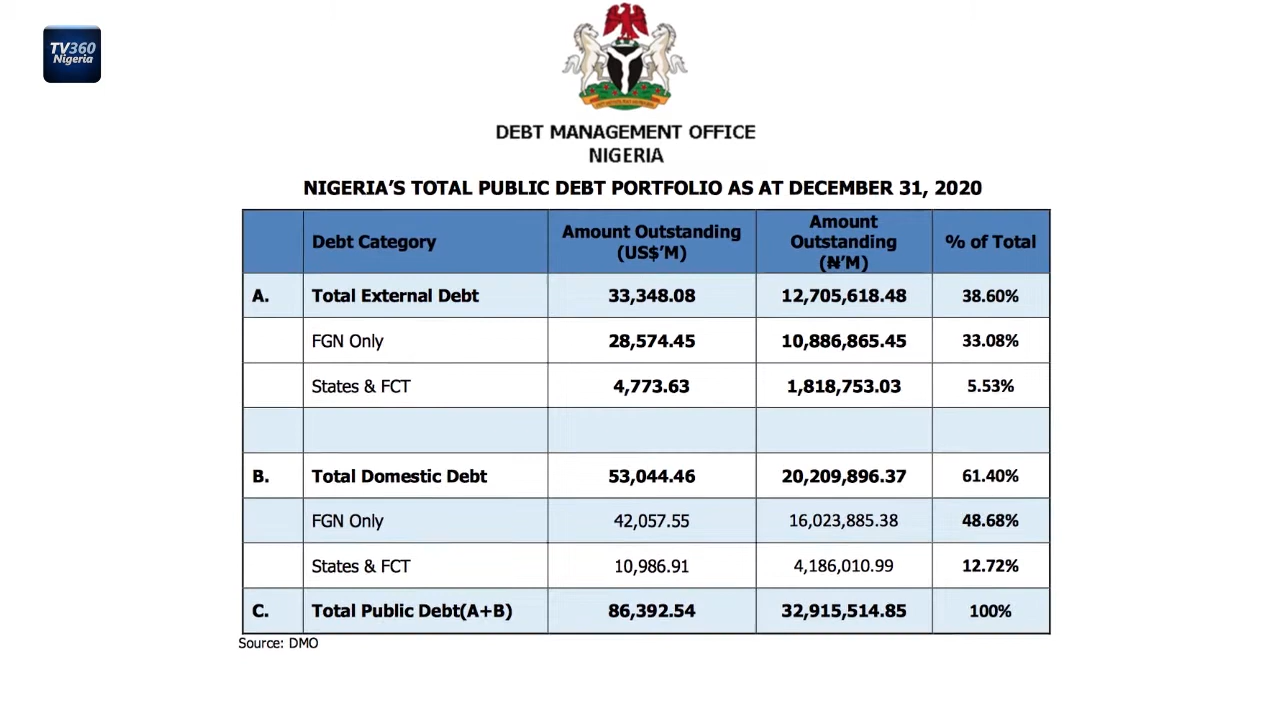 TV360
Nigeria
DEBT MANAGEMENT OFFICE
NIGERIA
NIGERIA'S TOTAL PUBLIC DEBT PORTFOLIO AS AT DECEMBER 31, 2020
Debt Category Amount Outstanding (US$'M) Amount Outstanding (₦'M) % of Total
A. Total External Debt 33,348.08 12,705,618.48 38.60%
FGN Only 28,574.45 10,886,865.45 33.08%
States & FCT 4,773.63 1,818,753.03 5.53%
B. Total Domestic Debt 53,044.46 20,209,896.37 61.40%
FGN Only 42,057.55 16,023,885.38 48.68%
States & FCT 10,986.91 4,186,010.99 12.72%
C. Total Public Debt(A+B) 86,392.54 32,915,514.85 100%
Source: DMO